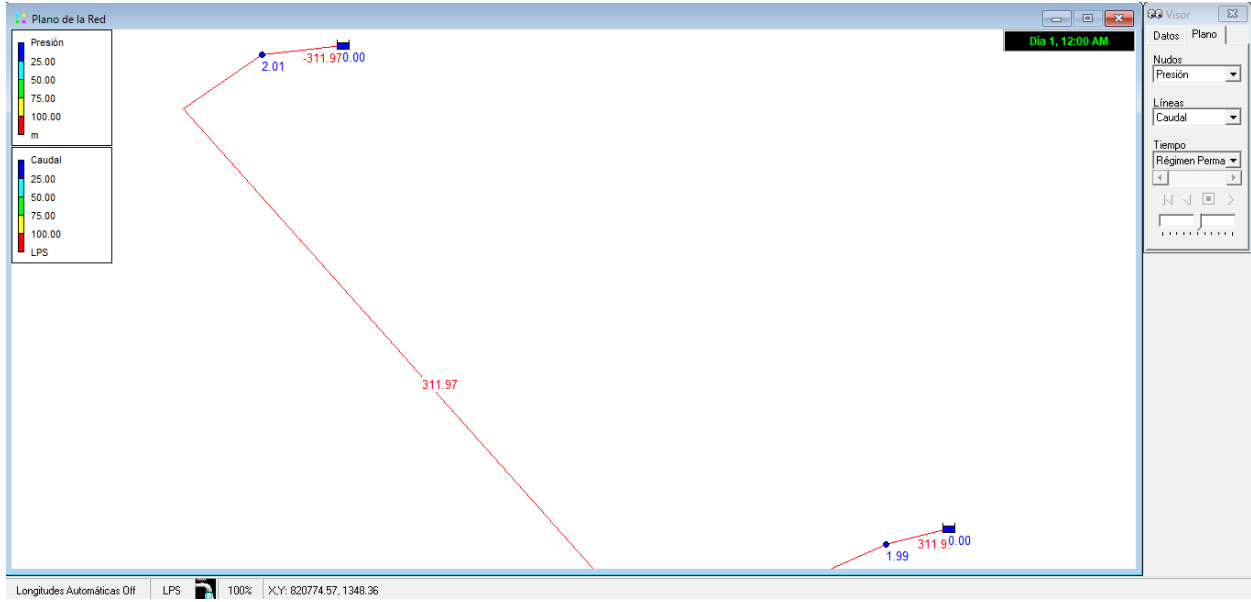 Plano de la Red
Presión
25.00
50.00
75.00
100.00
m
Caudal
25.00
50.00
75.00
100.00
LPS
2.01
-311.97
0.00
Dia 1, 12:00 AM
311.97
1.99
311.9
0.00
Visor
Datos Plano
Nudos
Presión
Líneas
Caudal
Tiempo
Régimen Perma
Longitudes Automáticas Off LPS 100% X,Y: 820774.57, 1348.36